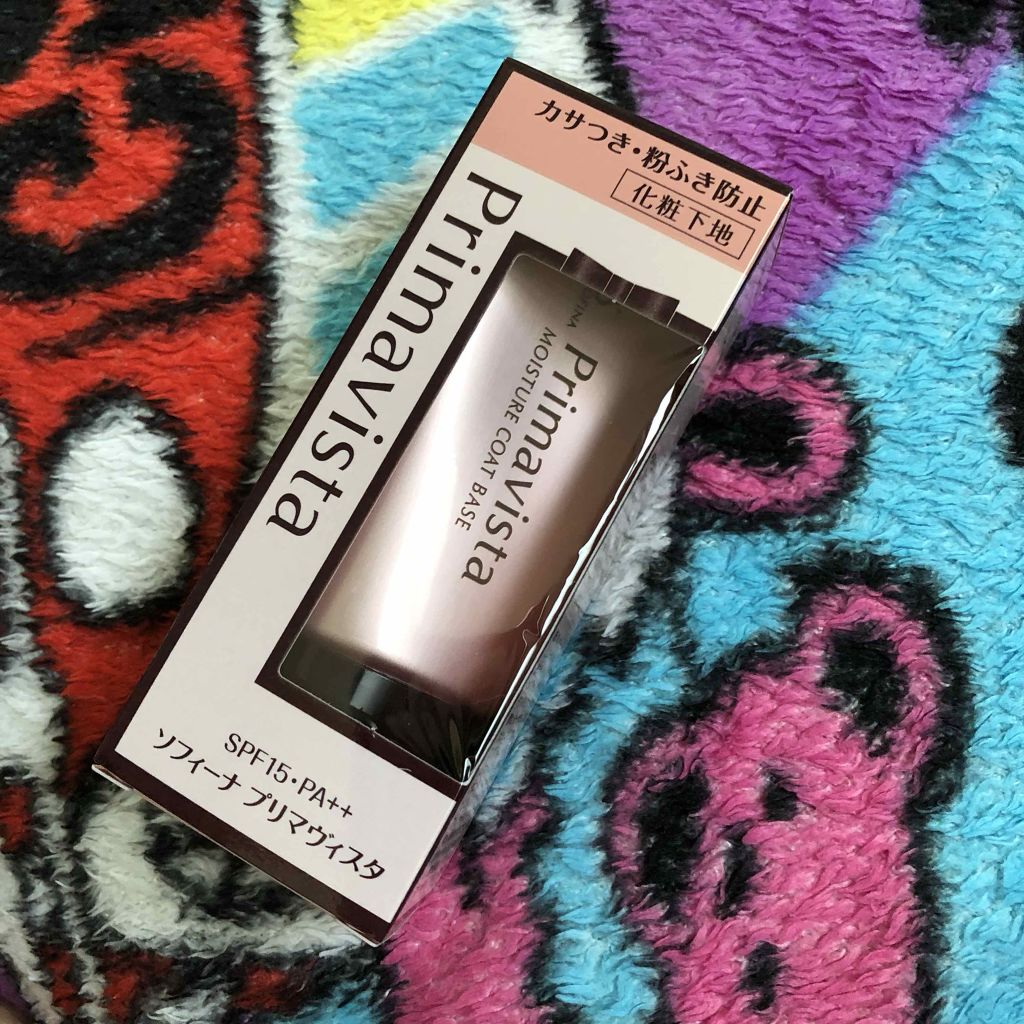 カサつき・粉ふき防止
化粧下地
Primavista
Primavista
MOISTURE COAT BASE
SPF15・PA++
ソフィーナ プリマヴィスタ